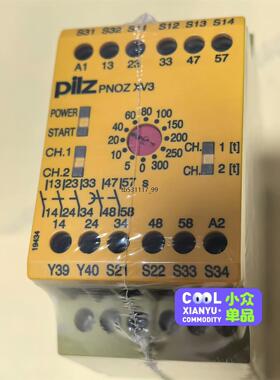 S31 S32 S11 S12 S13 S14
A1 13 23 33 47 57
pilz PNOZ XV3
POWER
START
CH.1
CH.2
0 5 10 15 20 40 60 80 100 150 200 250 300
CH. 1 [t]
CH. 2 [t]
|13|23|33 |47|57 s
|14|24|34 |48|58
14 24 34 48 58 A2
Y39 Y40 S21 S22 S33 S34
19434
tb531199_99
COOL 小众
XIANYU 单品
COMMODITY